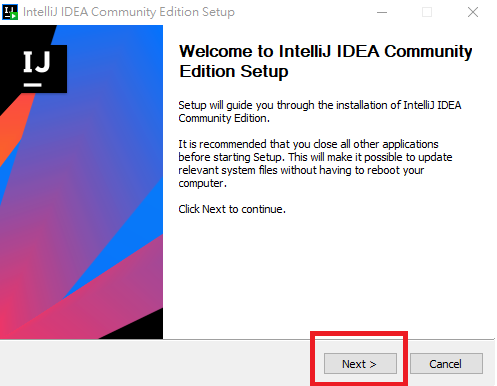 IntelliJ IDEA Community Edition Setup
IJ
Welcome to IntelliJ IDEA Community
Edition Setup
Setup will guide you through the installation of IntelliJ IDEA
Community Edition.
It is recommended that you close all other applications
before starting Setup. This will make it possible to update
relevant system files without having to reboot your
computer.
Click Next to continue.
Next >
Cancel